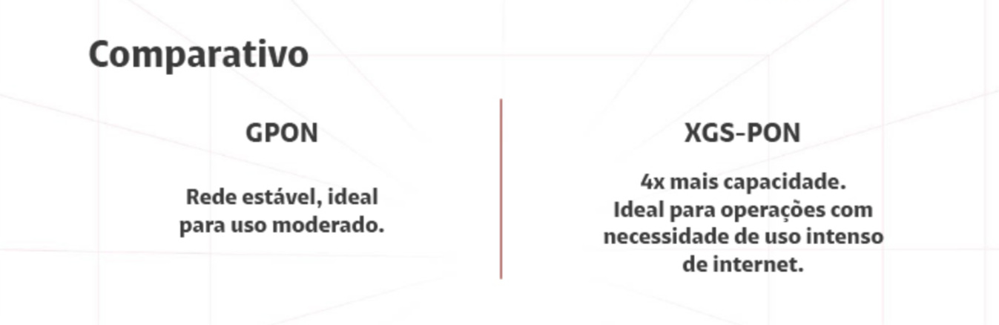 Comparativo
GPON
Rede estável, ideal
para uso moderado.
XGS-PON
4x mais capacidade.
Ideal para operações com
necessidade de uso intenso
de internet.